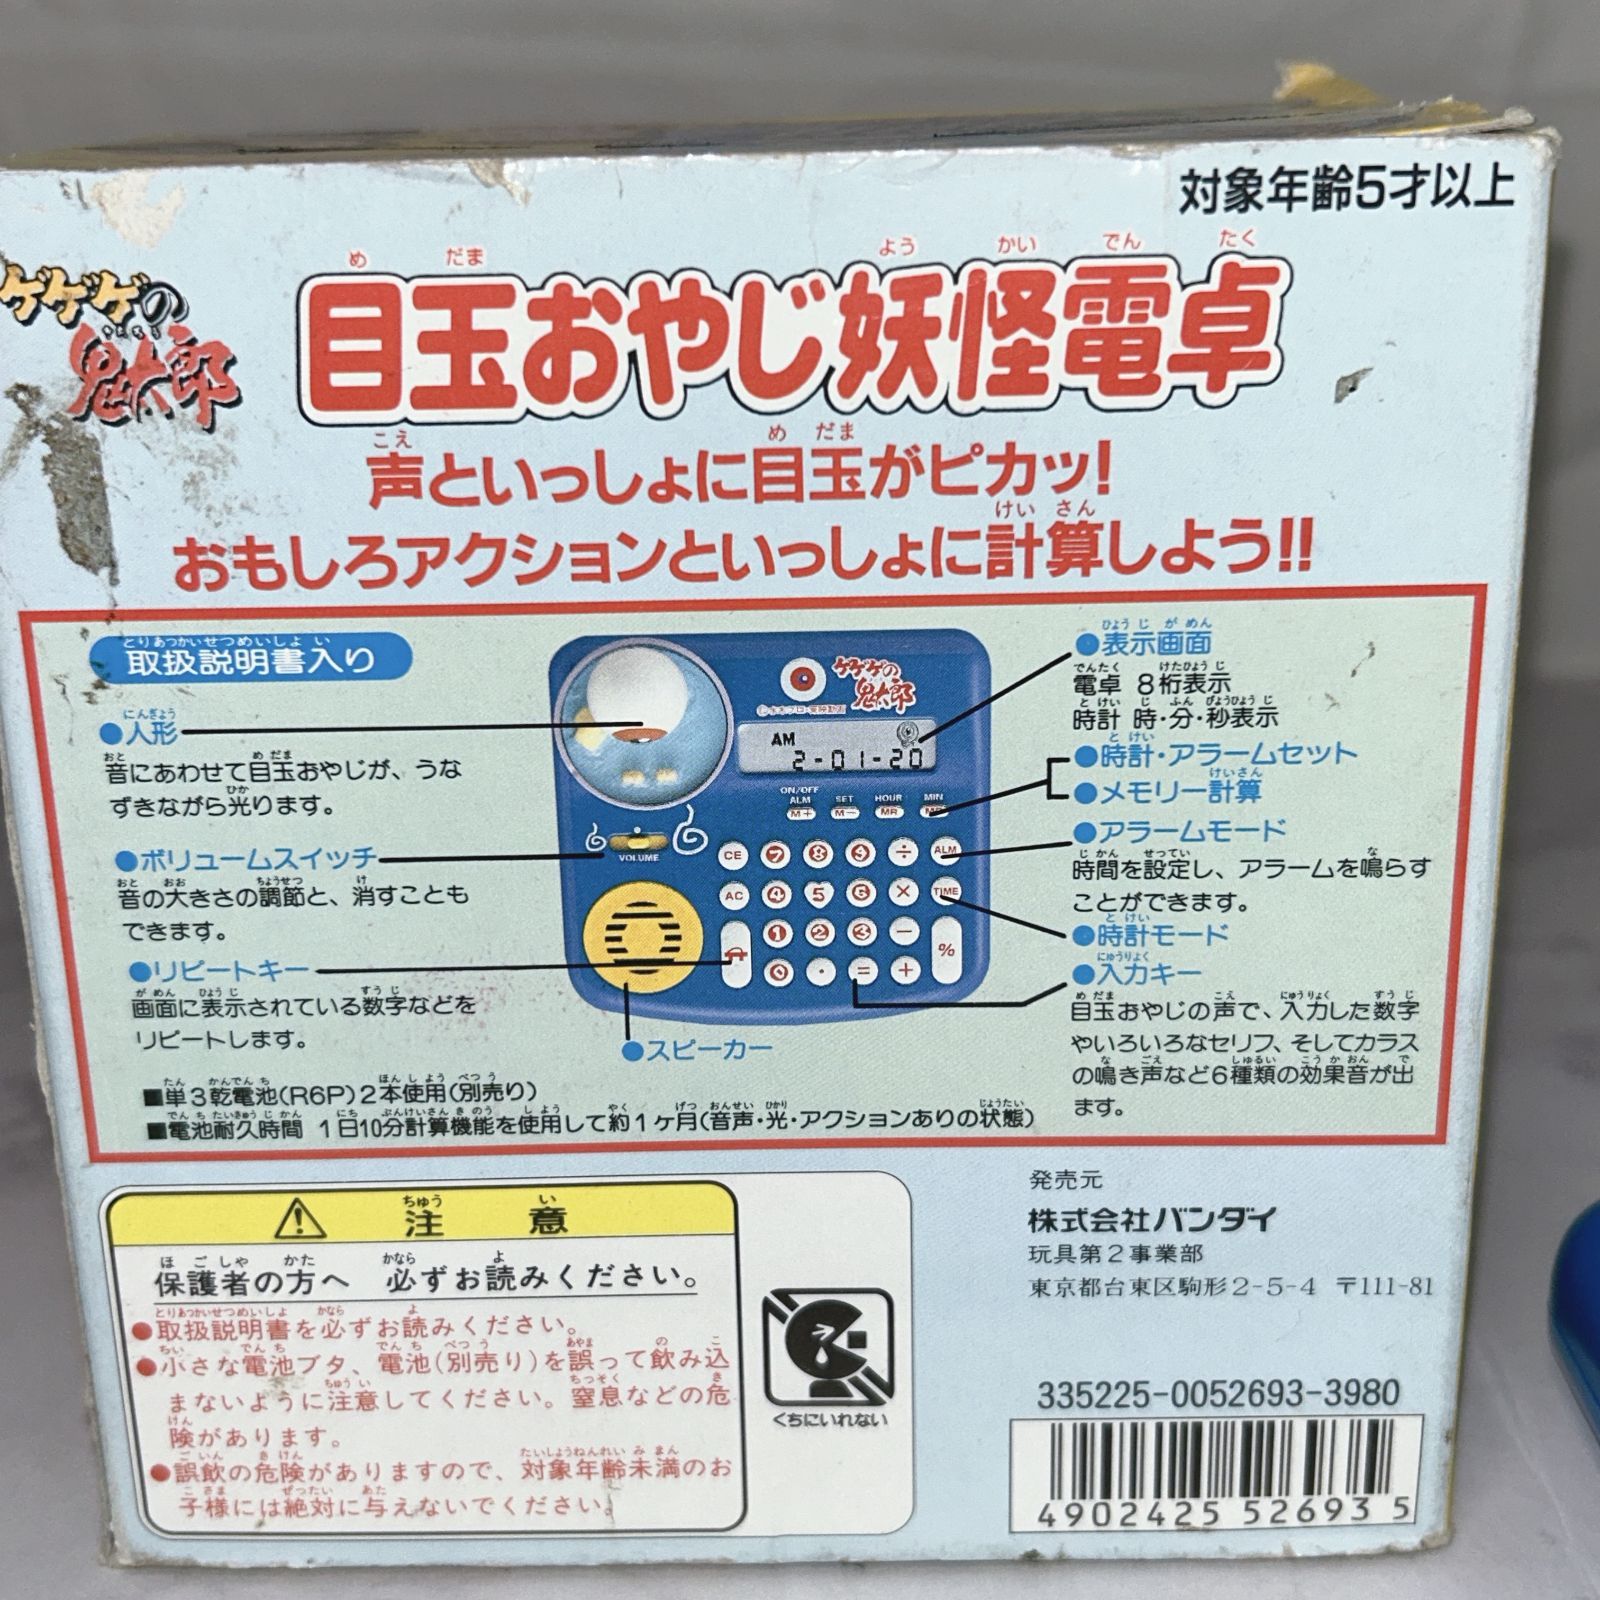 対象年齢5才以上
ゲゲゲの
鬼太郎
目玉おやじ妖怪電卓
声といっしょに目玉がピカッ!
おもしろアクションといっしょに計算しよう!!
取扱説明書入り
●人形
音にあわせて目玉おやじが、うな
ずきながら光ります。
●ボリュームスイッチ
音の大きさの調節と、消すことも
できます。
●リピートキー
画面に表示されている数字などを
リピートします。
ゲゲゲの
鬼太郎
AM
2-01-20
ON/OFF
ALM SET HOUR MIN
M+ M- MR
VOLUME
CE 7 8 9 ÷ ALM
AC 4 5 6 × TIME
1 2 3 − %
0 · = +
●スピーカー
●表示画面
電卓 8桁表示
時計 時・分・秒表示
●時計・アラームセット
●メモリー計算
●アラームモード
時間を設定し、アラームを鳴らす
ことができます。
●時計モード
●入力キー
目玉おやじの声で、入力した数字
やいろいろなセリフ、そしてカラス
の鳴き声など6種類の効果音が出
ます。
■単3乾電池(R6P)2本使用(別売り)
■電池耐久時間 1日10分計算機能を使用して約1ヶ月(音声・光・アクションありの状態)
注意
保護者の方へ 必ずお読みください。
●取扱説明書を必ずお読みください。
●小さな電池ブタ、電池(別売り)を誤って飲み込
まないように注意してください。窒息などの危
険があります。
●誤飲の危険がありますので、対象年齢未満のお
子様には絶対に与えないでください。
くちにいれない
発売元
株式会社バンダイ
玩具第2事業部
東京都台東区駒形2-5-4 〒111-81
335225-0052693-3980
4902425526935